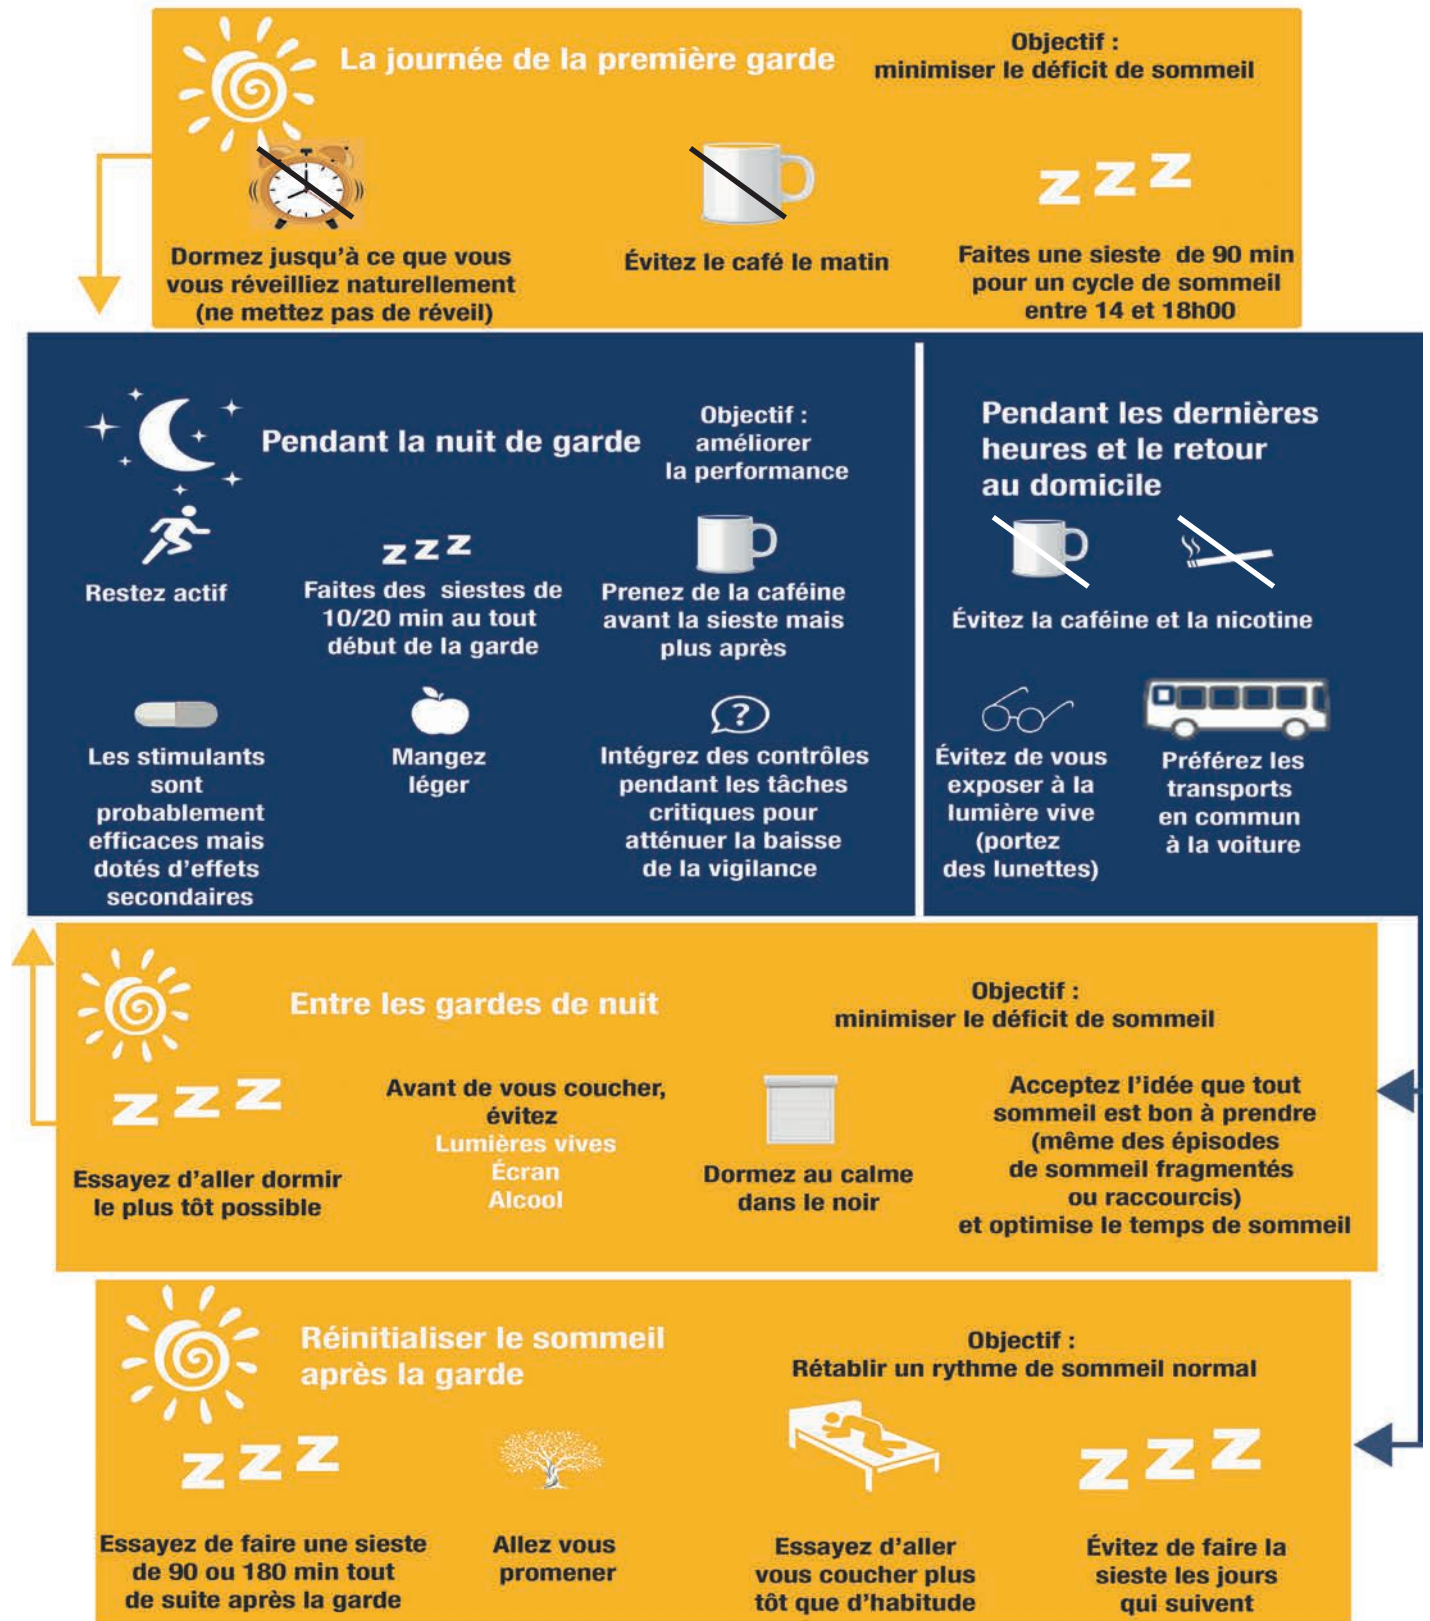 La journée de la première garde
Objectif :
minimiser le déficit de sommeil
Dormez jusqu'à ce que vous
vous réveilliez naturellement
(ne mettez pas de réveil)
Évitez le café le matin
z z z
Faites une sieste de 90 min
pour un cycle de sommeil
entre 14 et 18h00
Pendant la nuit de garde
Objectif :
améliorer
la performance
Restez actif
z z z
Faites des siestes de
10/20 min au tout
début de la garde
Prenez de la caféine
avant la sieste mais
plus après
Les stimulants
sont
probablement
efficaces mais
dotés d'effets
secondaires
Mangez
léger
?
Intégrez des contrôles
pendant les tâches
critiques pour
atténuer la baisse
de la vigilance
Pendant les dernières
heures et le retour
au domicile
Évitez la caféine et la nicotine
Évitez de vous
exposer à la
lumière vive
(portez
des lunettes)
Préférez les
transports
en commun
à la voiture
Entre les gardes de nuit
Objectif :
minimiser le déficit de sommeil
z z z
Essayez d'aller dormir
le plus tôt possible
Avant de vous coucher,
évitez
Lumières vives
Écran
Alcool
Dormez au calme
dans le noir
Acceptez l'idée que tout
sommeil est bon à prendre
(même des épisodes
de sommeil fragmentés
ou raccourcis)
et optimise le temps de sommeil
Réinitialiser le sommeil
après la garde
Objectif :
Rétablir un rythme de sommeil normal
z z z
Essayez de faire une sieste
de 90 ou 180 min tout
de suite après la garde
Allez vous
promener
Essayez d'aller
vous coucher plus
tôt que d'habitude
z z z
Évitez de faire la
sieste les jours
qui suivent